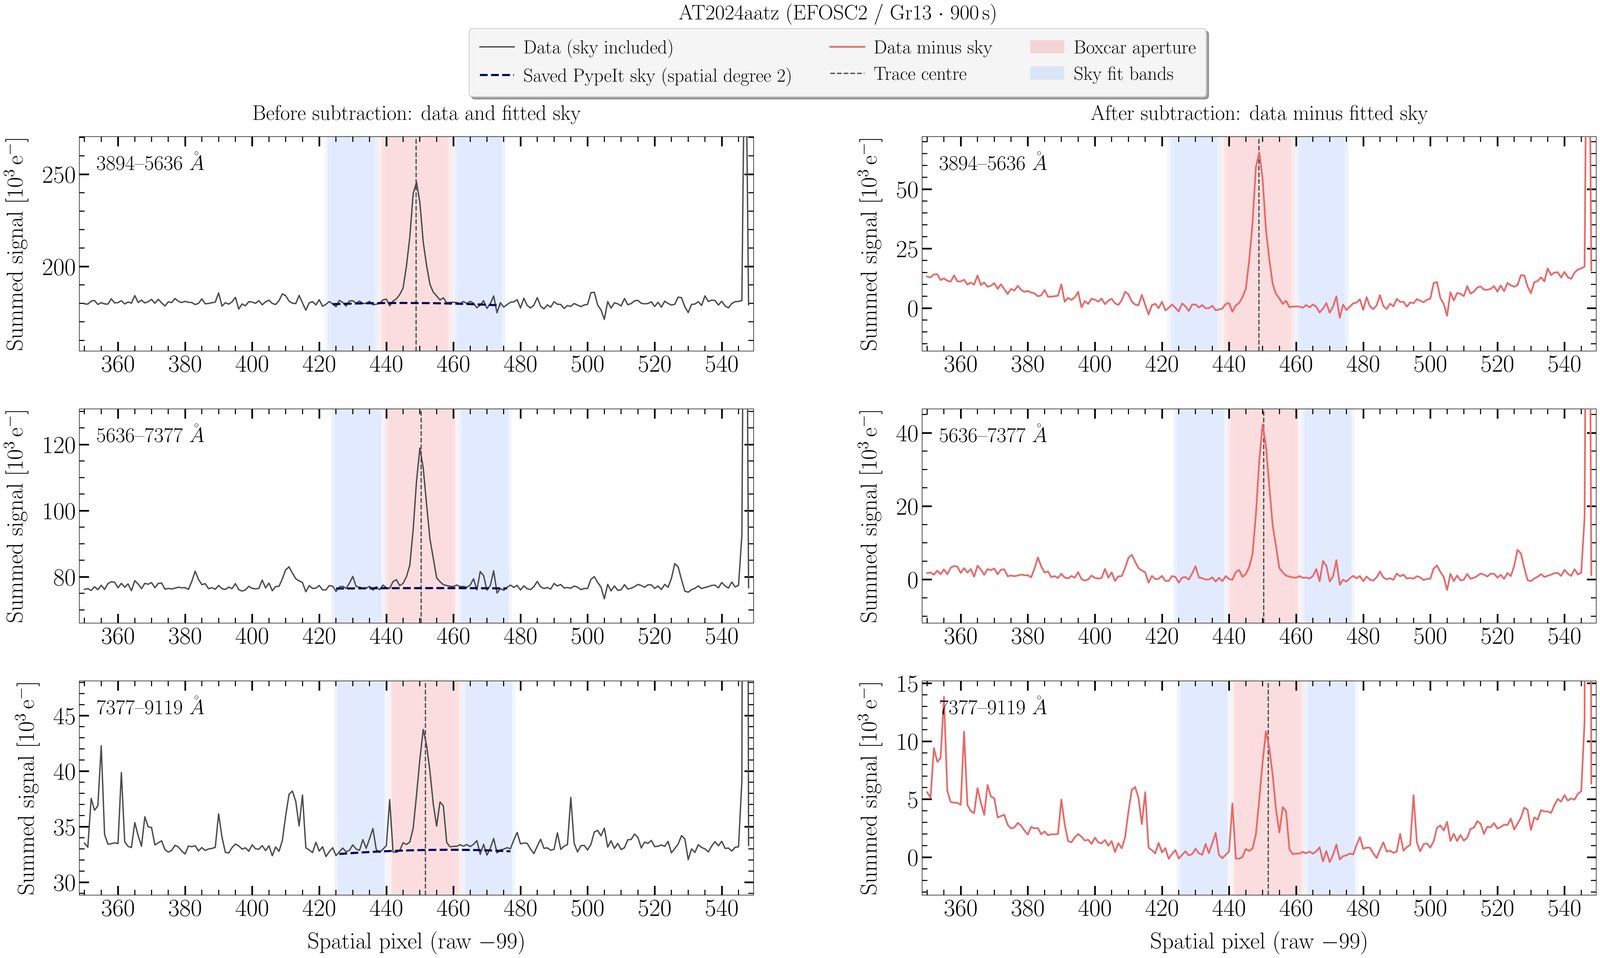 AT2024aatz (EFOSC2 / Gr13 · 900 s)
Data (sky included)
Saved PypeIt sky (spatial degree 2)
Data minus sky
Trace centre
Boxcar aperture
Sky fit bands
Before subtraction: data and fitted sky
After subtraction: data minus fitted sky
3894–5636 Å
Summed signal [10³ e⁻]
250
200
360 380 400 420 440 460 480 500 520 540
3894–5636 Å
Summed signal [10³ e⁻]
50
25
0
360 380 400 420 440 460 480 500 520 540
5636–7377 Å
Summed signal [10³ e⁻]
120
100
80
360 380 400 420 440 460 480 500 520 540
5636–7377 Å
Summed signal [10³ e⁻]
40
20
0
360 380 400 420 440 460 480 500 520 540
7377–9119 Å
Summed signal [10³ e⁻]
45
40
35
30
360 380 400 420 440 460 480 500 520 540
Spatial pixel (raw −99)
7377–9119 Å
Summed signal [10³ e⁻]
15
10
5
0
360 380 400 420 440 460 480 500 520 540
Spatial pixel (raw −99)